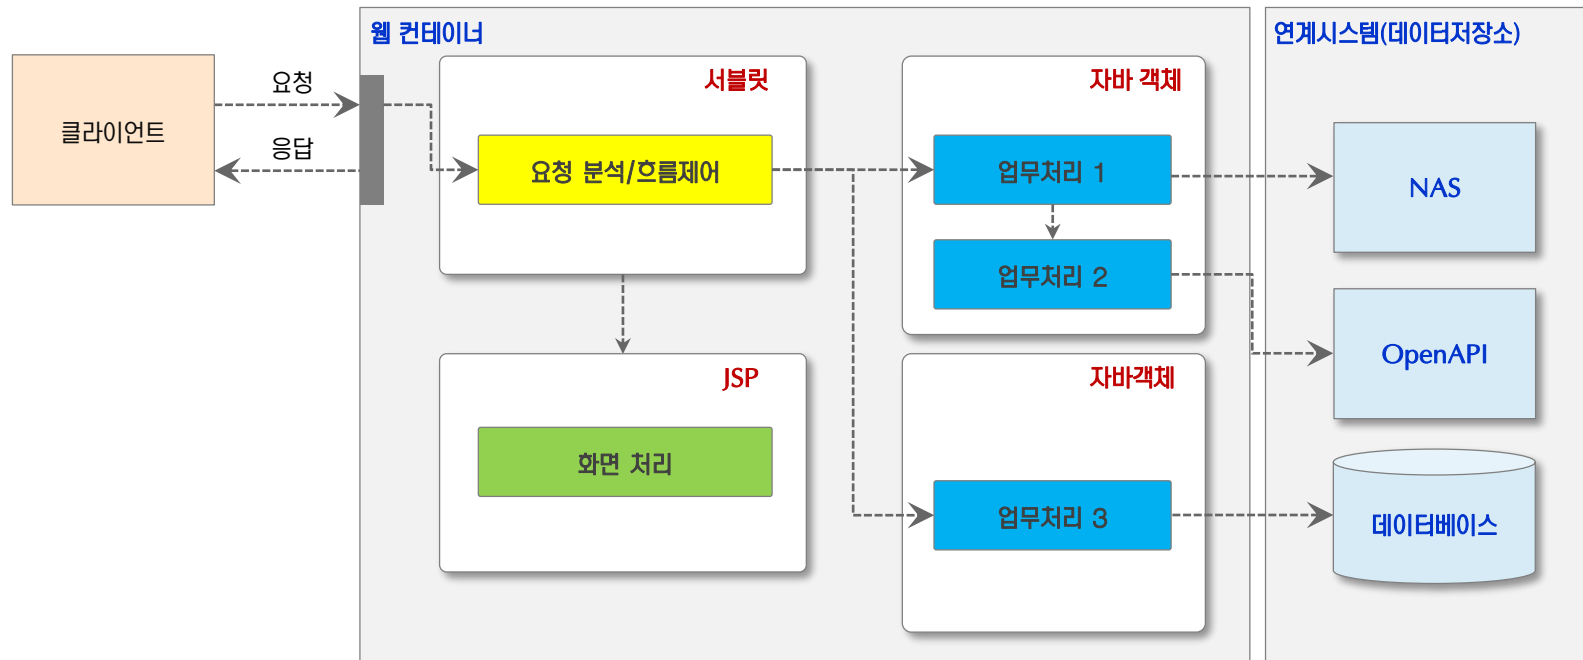 웹 컨테이너
연계시스템(데이터저장소)
서블릿
자바 객체
요청
클라이언트
응답
요청 분석/흐름제어
업무처리 1
NAS
업무처리 2
OpenAPI
JSP
자바객체
화면 처리
업무처리 3
데이터베이스